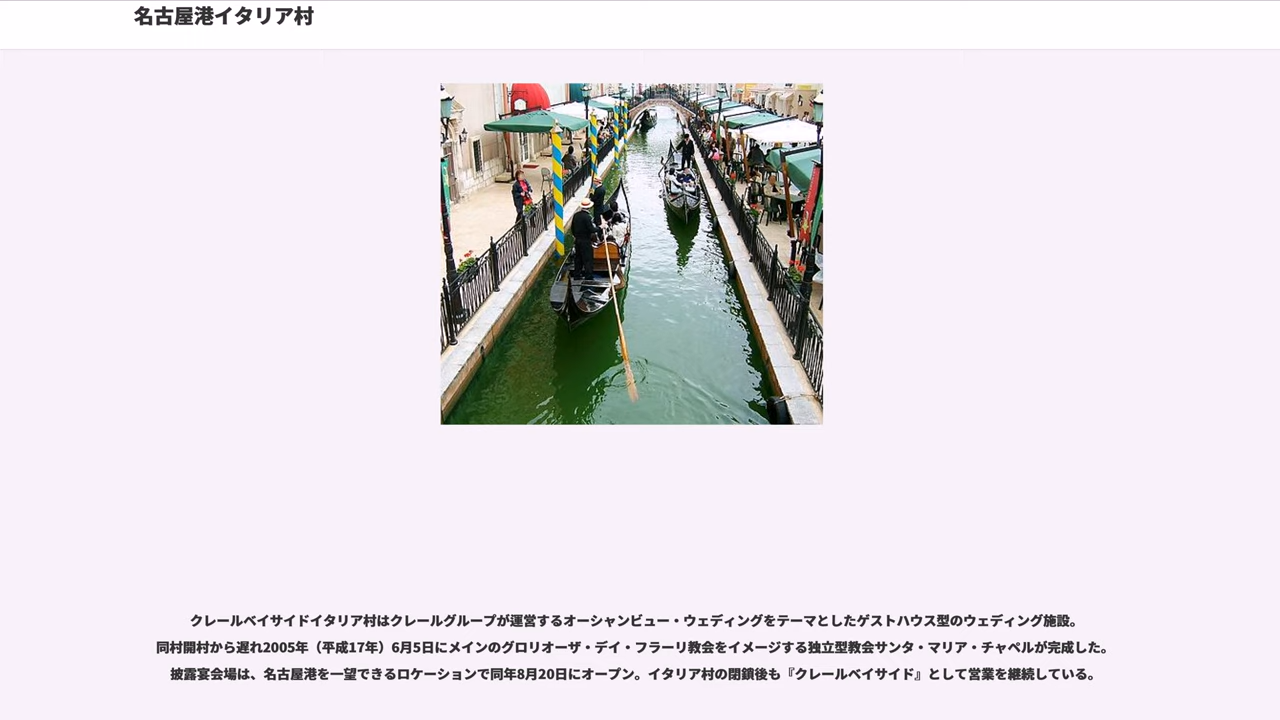 名古屋港イタリア村
クレールベイサイドイタリア村はクレールグループが運営するオーシャンビュー・ウェディングをテーマとしたゲストハウス型のウェディング施設。
同村開村から遅れ2005年（平成17年）6月5日にメインのグロリオーザ・デイ・フラーリ教会をイメージする独立型教会サンタ・マリア・チャペルが完成した。
披露宴会場は、名古屋港を一望できるロケーションで同年8月20日にオープン。イタリア村の閉鎖後も『クレールベイサイド』として営業を継続している。